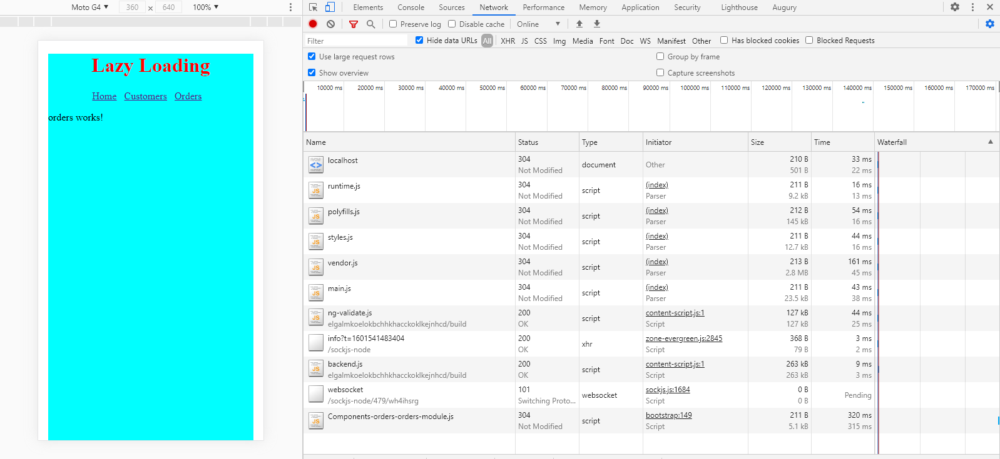 Moto G4 ▼ 360 × 640 100% ▼
Elements Console Sources Network Performance Memory Application Security Lighthouse Augury
Preserve log Disable cache Online ▼
Filter Hide data URLs All XHR JS CSS Img Media Font Doc WS Manifest Other Has blocked cookies Blocked Requests
Use large request rows Group by frame
Show overview Capture screenshots
10000 ms 20000 ms 30000 ms 40000 ms 50000 ms 60000 ms 70000 ms 80000 ms 90000 ms 100000 ms 110000 ms 120000 ms 130000 ms 140000 ms 150000 ms 160000 ms 170000 ms
Lazy Loading
Home Customers Orders
orders works!
Name Status Type Initiator Size Time Waterfall ▲
localhost 304 document Other 210 B 33 ms
Not Modified 501 B 22 ms
runtime.js 304 script (index) 211 B 16 ms
Not Modified Parser 9.2 kB 13 ms
polyfills.js 304 script (index) 212 B 54 ms
Not Modified Parser 145 kB 16 ms
styles.js 304 script (index) 211 B 44 ms
Not Modified Parser 12.7 kB 16 ms
vendor.js 304 script (index) 213 B 161 ms
Not Modified Parser 2.8 MB 45 ms
main.js 304 script (index) 211 B 43 ms
Not Modified Parser 23.5 kB 38 ms
ng-validate.js 200 script content-script.js:1 127 kB 44 ms
elgalmkoelokbchhkhacckoklkejnhcd/build OK Script 127 kB 25 ms
info?t=1601541483404 200 xhr zone-evergreen.js:2845 368 B 3 ms
/sockjs-node OK Script 79 B 2 ms
backend.js 200 script content-script.js:1 263 kB 9 ms
elgalmkoelokbchhkhacckoklkejnhcd/build OK Script 263 kB 3 ms
websocket 101 websocket sockjs.js:1684 0 B Pending
/sockjs-node/479/wh4ihsrg Switching Proto... Script 0 B
Components-orders-orders-module.js 304 script bootstrap:149 211 B 320 ms
Not Modified Script 5.1 kB 315 ms